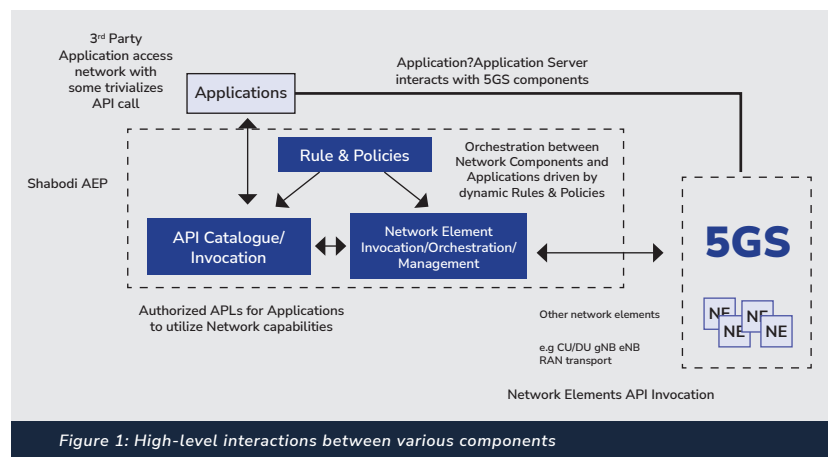 3rd Party
Application access
network with
some trivializes
API call
Applications
Application?Application Server
interacts with 5GS components
Shabodi AEP
Rule & Policies
Orchestration between
Network Components and
Applications driven by
dynamic Rules & Policies
API Catalogue/
Invocation
Network Element
Invocation/Orchestration/
Management
5GS
NE
NE
NE
NE
Authorized APLs for Applications
to utilize Network capabilities
Other network elements
e.g CU/DU gNB eNB
RAN transport
Network Elements API Invocation
Figure 1: High-level interactions between various components